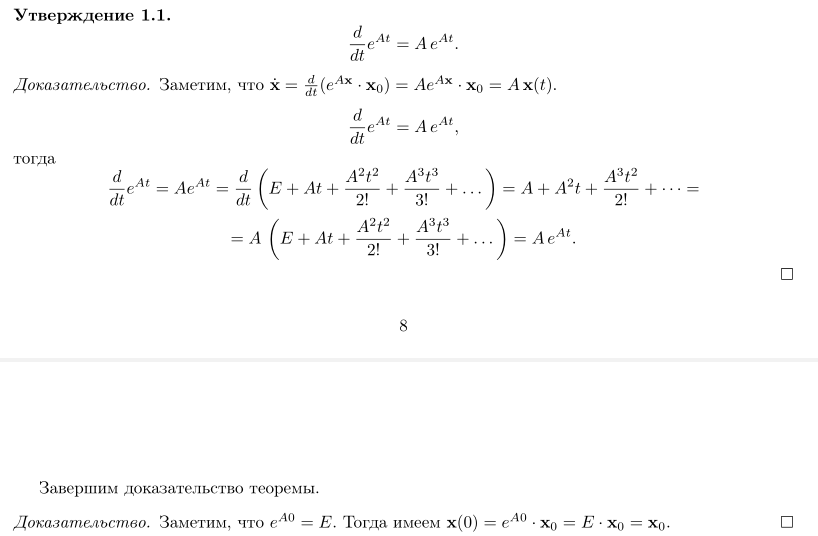 Утверждение 1.1.
$$\frac{d}{dt}e^{At} = A\,e^{At}.$$
Доказательство. Заметим, что $\dot{\mathbf{x}} = \frac{d}{dt}(e^{A\mathbf{x}} \cdot \mathbf{x}_0) = Ae^{A\mathbf{x}} \cdot \mathbf{x}_0 = A\,\mathbf{x}(t).$
$$\frac{d}{dt}e^{At} = A\,e^{At},$$
тогда
$$\frac{d}{dt}e^{At} = Ae^{At} = \frac{d}{dt}\left(E + At + \frac{A^2t^2}{2!} + \frac{A^3t^3}{3!} + \dots\right) = A + A^2t + \frac{A^3t^2}{2!} + \dots =$$
$$= A\left(E + At + \frac{A^2t^2}{2!} + \frac{A^3t^3}{3!} + \dots\right) = A\,e^{At}.$$
□
8
Завершим доказательство теоремы.
Доказательство. Заметим, что $e^{A0} = E$. Тогда имеем $\mathbf{x}(0) = e^{A0} \cdot \mathbf{x}_0 = E \cdot \mathbf{x}_0 = \mathbf{x}_0.$ □